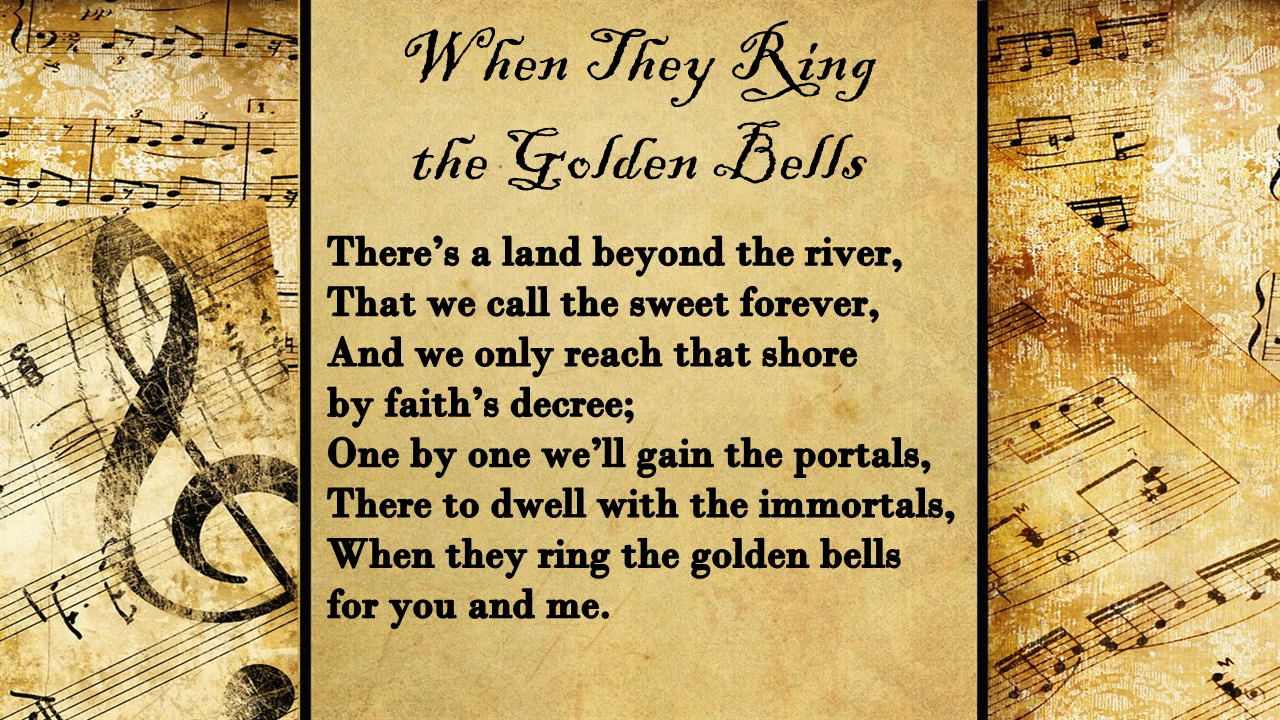 When They Ring
the Golden Bells
There’s a land beyond the river,
That we call the sweet forever,
And we only reach that shore
by faith’s decree;
One by one we’ll gain the portals,
There to dwell with the immortals,
When they ring the golden bells
for you and me.